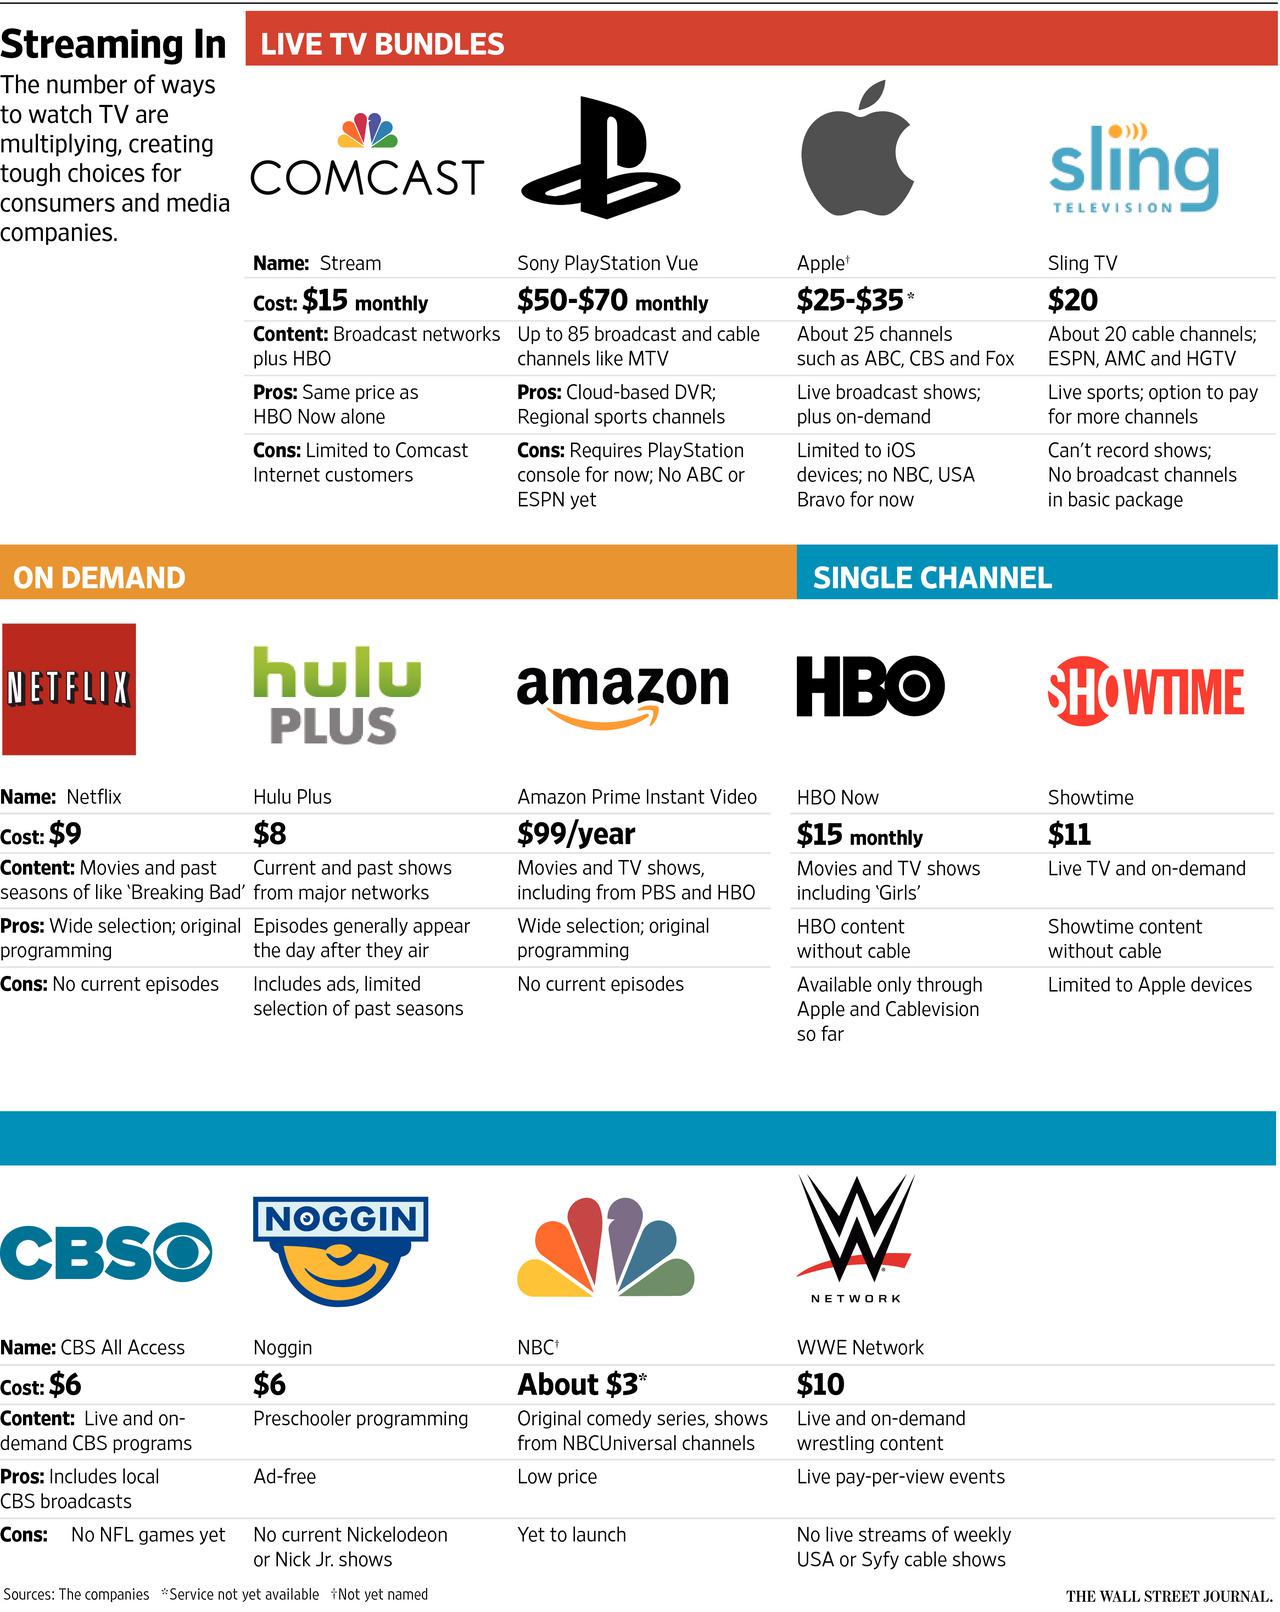 Streaming In
The number of ways
to watch TV are
multiplying, creating
tough choices for
consumers and media
companies.
LIVE TV BUNDLES
COMCAST
sling
TELEVISION
Name: Stream
Sony PlayStation Vue
Apple†
Sling TV
Cost: $15 monthly
$50-$70 monthly
$25-$35*
$20
Content: Broadcast networks
plus HBO
Up to 85 broadcast and cable
channels like MTV
About 25 channels
such as ABC, CBS and Fox
About 20 cable channels;
ESPN, AMC and HGTV
Pros: Same price as
HBO Now alone
Pros: Cloud-based DVR;
Regional sports channels
Live broadcast shows;
plus on-demand
Live sports; option to pay
for more channels
Cons: Limited to Comcast
Internet customers
Cons: Requires PlayStation
console for now; No ABC or
ESPN yet
Limited to iOS
devices; no NBC, USA
Bravo for now
Can't record shows;
No broadcast channels
in basic package
ON DEMAND
SINGLE CHANNEL
NETFLIX
hulu
PLUS
amazon
HBO
SHOWTIME
Name: Netflix
Hulu Plus
Amazon Prime Instant Video
HBO Now
Showtime
Cost: $9
$8
$99/year
$15 monthly
$11
Content: Movies and past
seasons of like ‘Breaking Bad’
Current and past shows
from major networks
Movies and TV shows,
including from PBS and HBO
Movies and TV shows
including ‘Girls’
Live TV and on-demand
Pros: Wide selection; original
programming
Episodes generally appear
the day after they air
Wide selection; original
programming
HBO content
without cable
Showtime content
without cable
Cons: No current episodes
Includes ads, limited
selection of past seasons
No current episodes
Available only through
Apple and Cablevision
so far
Limited to Apple devices
CBS
NOGGIN
W
NETWORK
Name: CBS All Access
Noggin
NBC†
WWE Network
Cost: $6
$6
About $3*
$10
Content: Live and on-
demand CBS programs
Preschooler programming
Original comedy series, shows
from NBCUniversal channels
Live and on-demand
wrestling content
Pros: Includes local
CBS broadcasts
Ad-free
Low price
Live pay-per-view events
Cons: No NFL games yet
No current Nickelodeon
or Nick Jr. shows
Yet to launch
No live streams of weekly
USA or Syfy cable shows
Sources: The companies *Service not yet available †Not yet named
THE WALL STREET JOURNAL.